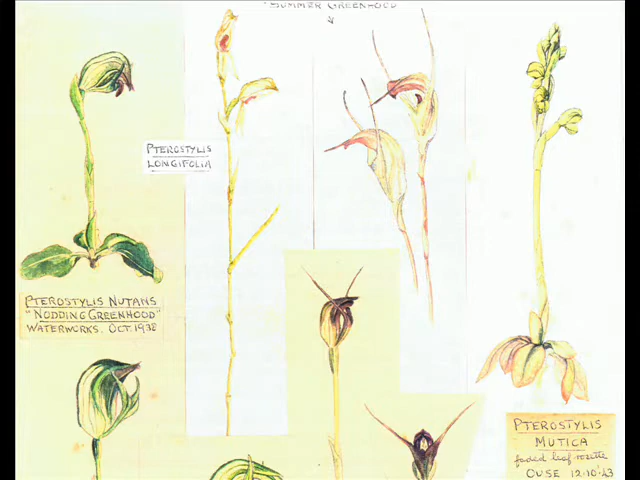 "SUMMER GREENHOOD
PTEROSTYLIS
LONGIFOLIA
PTEROSTYLIS NUTANS
"NODDING GREENHOOD"
WATERWORKS. OCT. 1938
PTEROSTYLIS
MUTICA
faded leaf rosette
OUSE 12.10.43